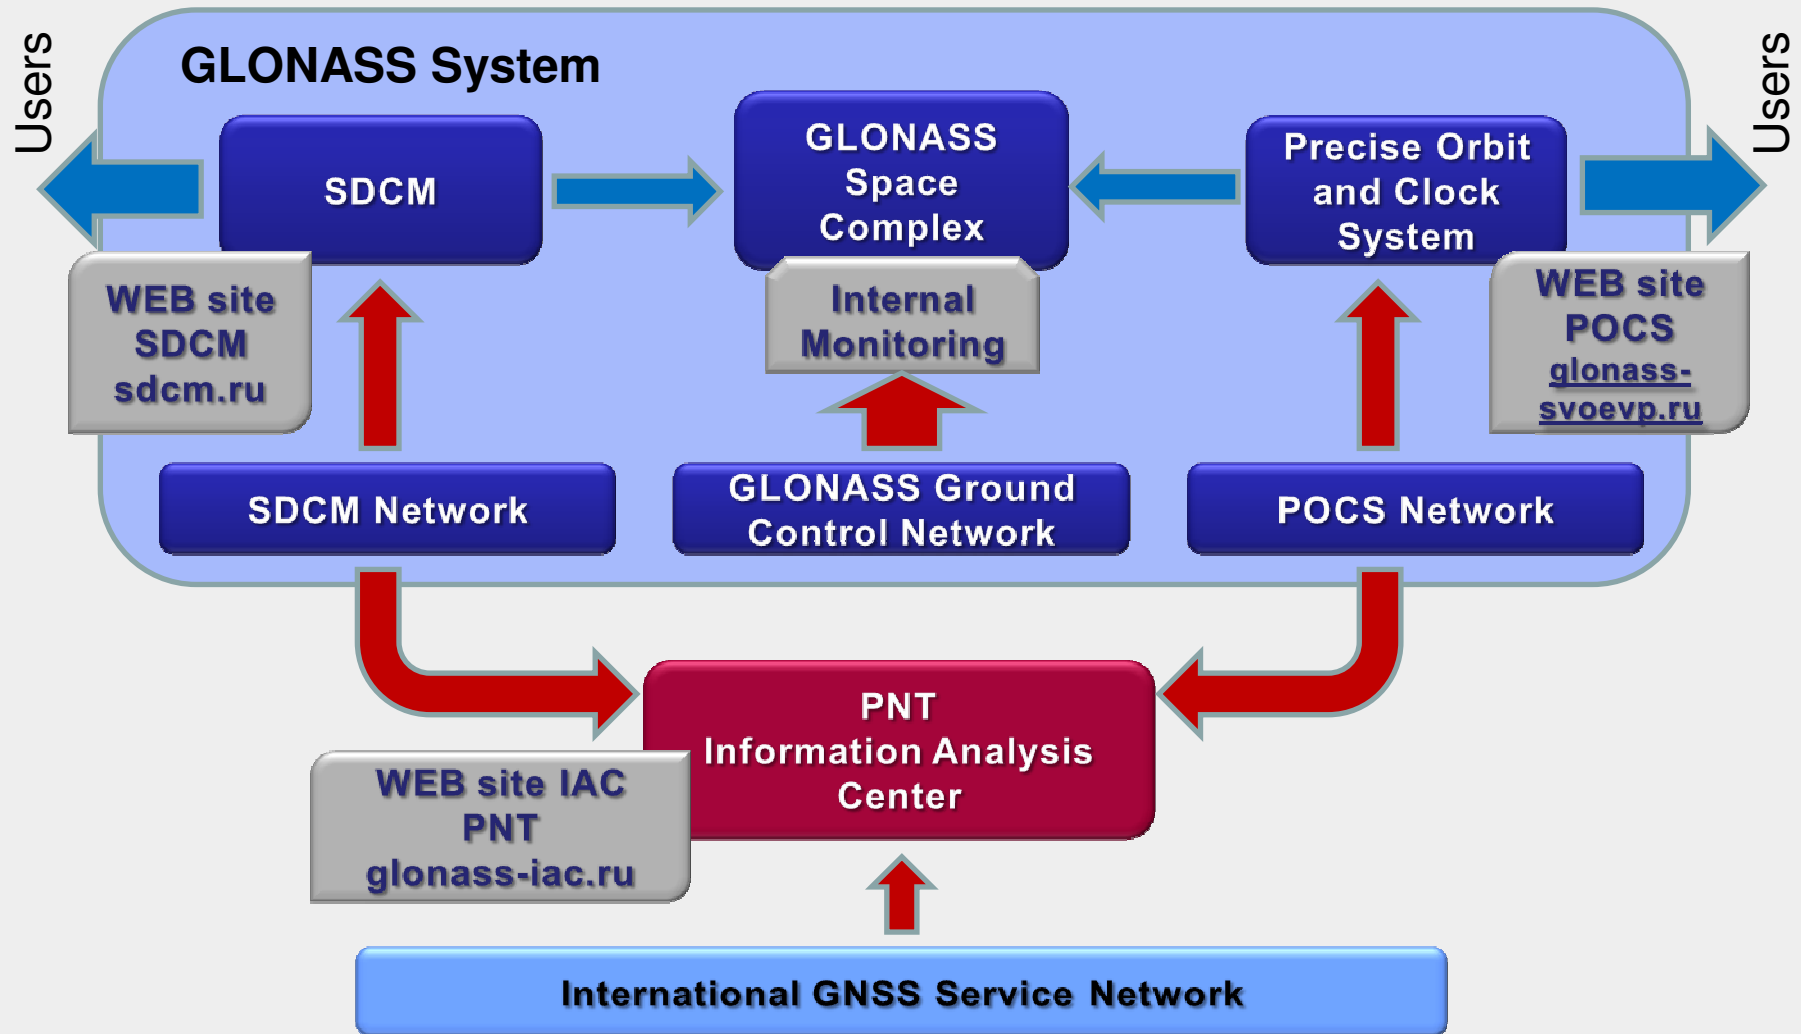 Users
GLONASS System
Users
SDCM
GLONASS
Space
Complex
Precise Orbit
and Clock
System
WEB site
SDCM
sdcm.ru
Internal
Monitoring
WEB site
POCS
glonass-
svoevp.ru
SDCM Network
GLONASS Ground
Control Network
POCS Network
PNT
Information Analysis
Center
WEB site IAC
PNT
glonass-iac.ru
International GNSS Service Network